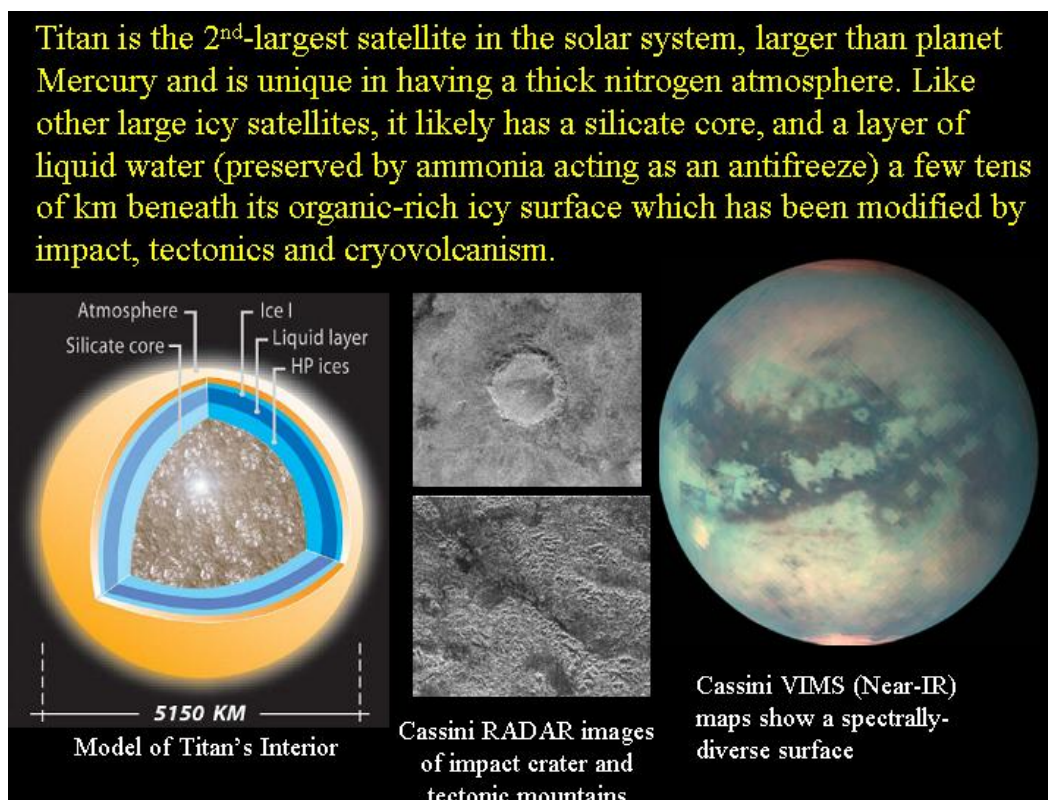 Titan is the 2nd-largest satellite in the solar system, larger than planet
Mercury and is unique in having a thick nitrogen atmosphere. Like
other large icy satellites, it likely has a silicate core, and a layer of
liquid water (preserved by ammonia acting as an antifreeze) a few tens
of km beneath its organic-rich icy surface which has been modified by
impact, tectonics and cryovolcanism.
Atmosphere
Silicate core
Ice I
Liquid layer
HP ices
5150 KM
Model of Titan's Interior
Cassini RADAR images
of impact crater and
tectonic mountains
Cassini VIMS (Near-IR)
maps show a spectrally-
diverse surface